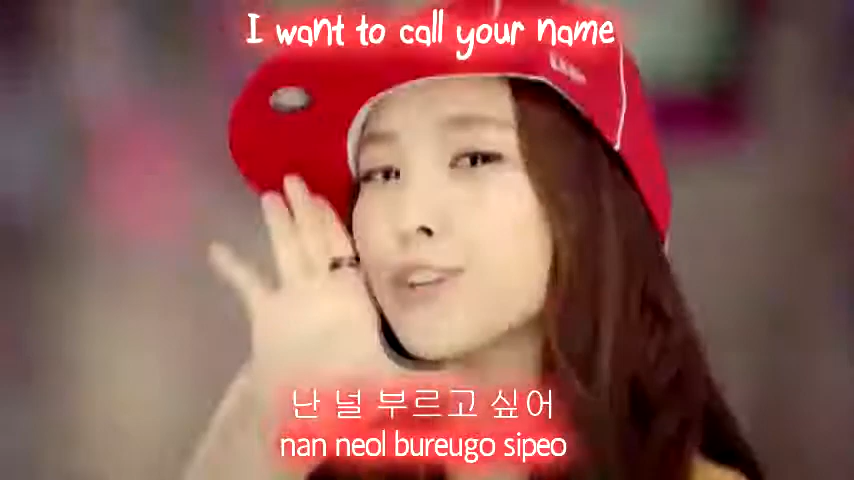 I want to call your name
난 널 부르고 싶어
nan neol bureugo sipeo